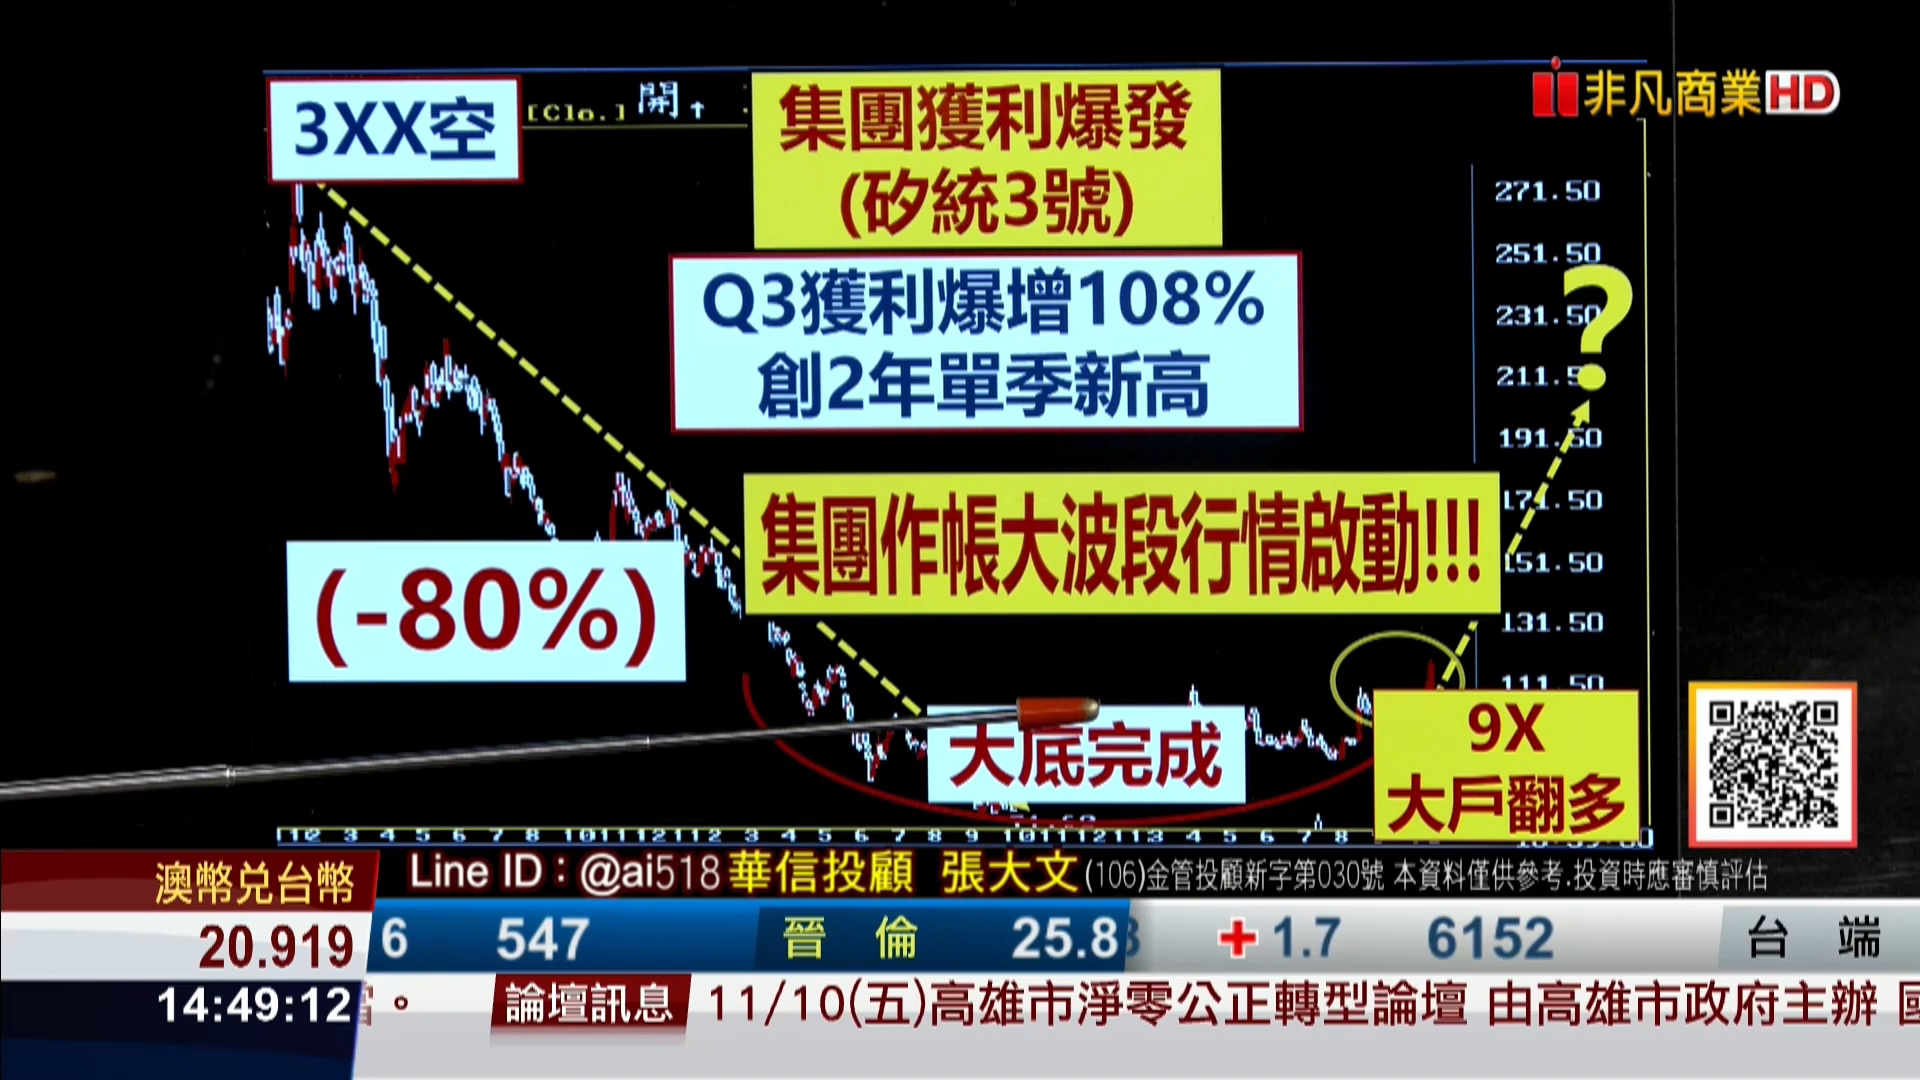 3XX空
[Clo.] 開↑
集團獲利爆發
(矽統3號)
非凡商業HD
Q3獲利爆增108%
創2年單季新高
271.50
251.50
231.50
?
211.5
191.50
集團作帳大波段行情啟動!!!
171.50
151.50
131.50
111.50
(-80%)
大底完成
9X
大戶翻多
Line ID：@ai518 華信投顧 張大文 (106)金管投顧新字第030號 本資料僅供參考.投資時應審慎評估
澳幣兌台幣
20.919
6 547 晉倫 25.8 +1.7 6152 台端
14:49:12
論壇訊息 11/10(五)高雄市淨零公正轉型論壇 由高雄市政府主辦